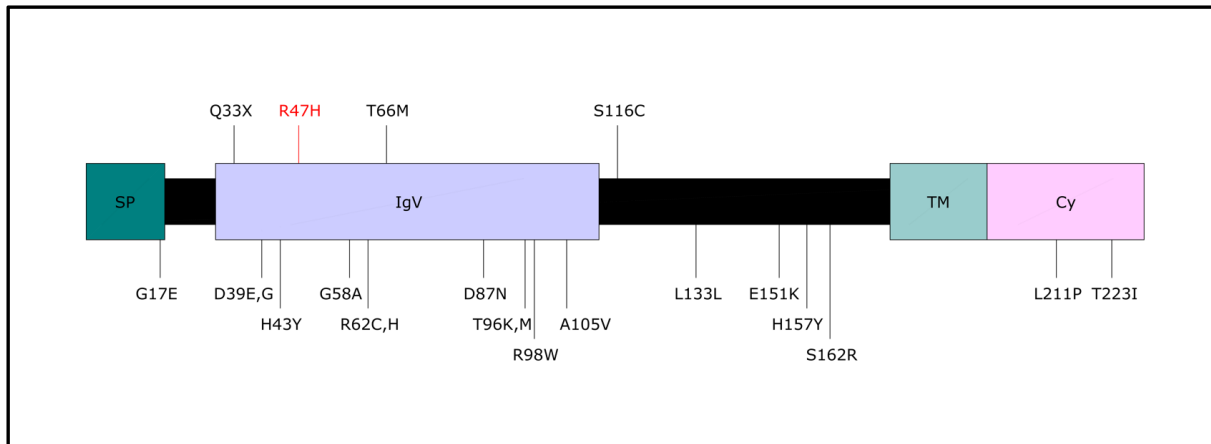 Q33X R47H T66M S116C
SP IgV TM Cy
G17E D39E,G G58A D87N L133L E151K L211P T223I
H43Y R62C,H T96K,M A105V H157Y
R98W S162R